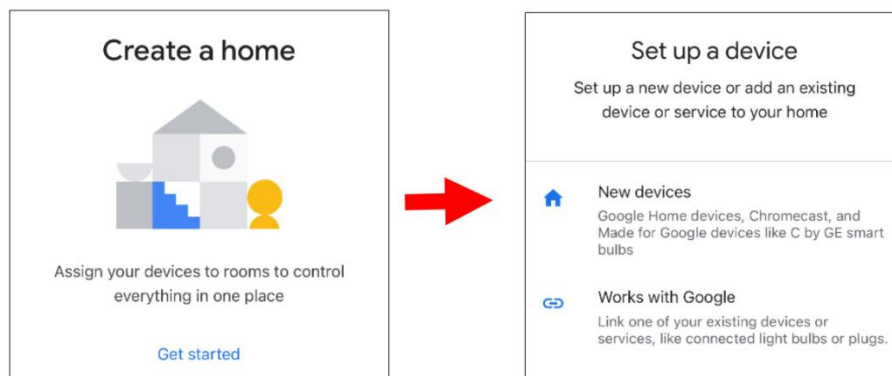 Create a home
Assign your devices to rooms to control
everything in one place
Get started
Set up a device
Set up a new device or add an existing
device or service to your home
New devices
Google Home devices, Chromecast, and
Made for Google devices like C by GE smart
bulbs
Works with Google
Link one of your existing devices or
services, like connected light bulbs or plugs.